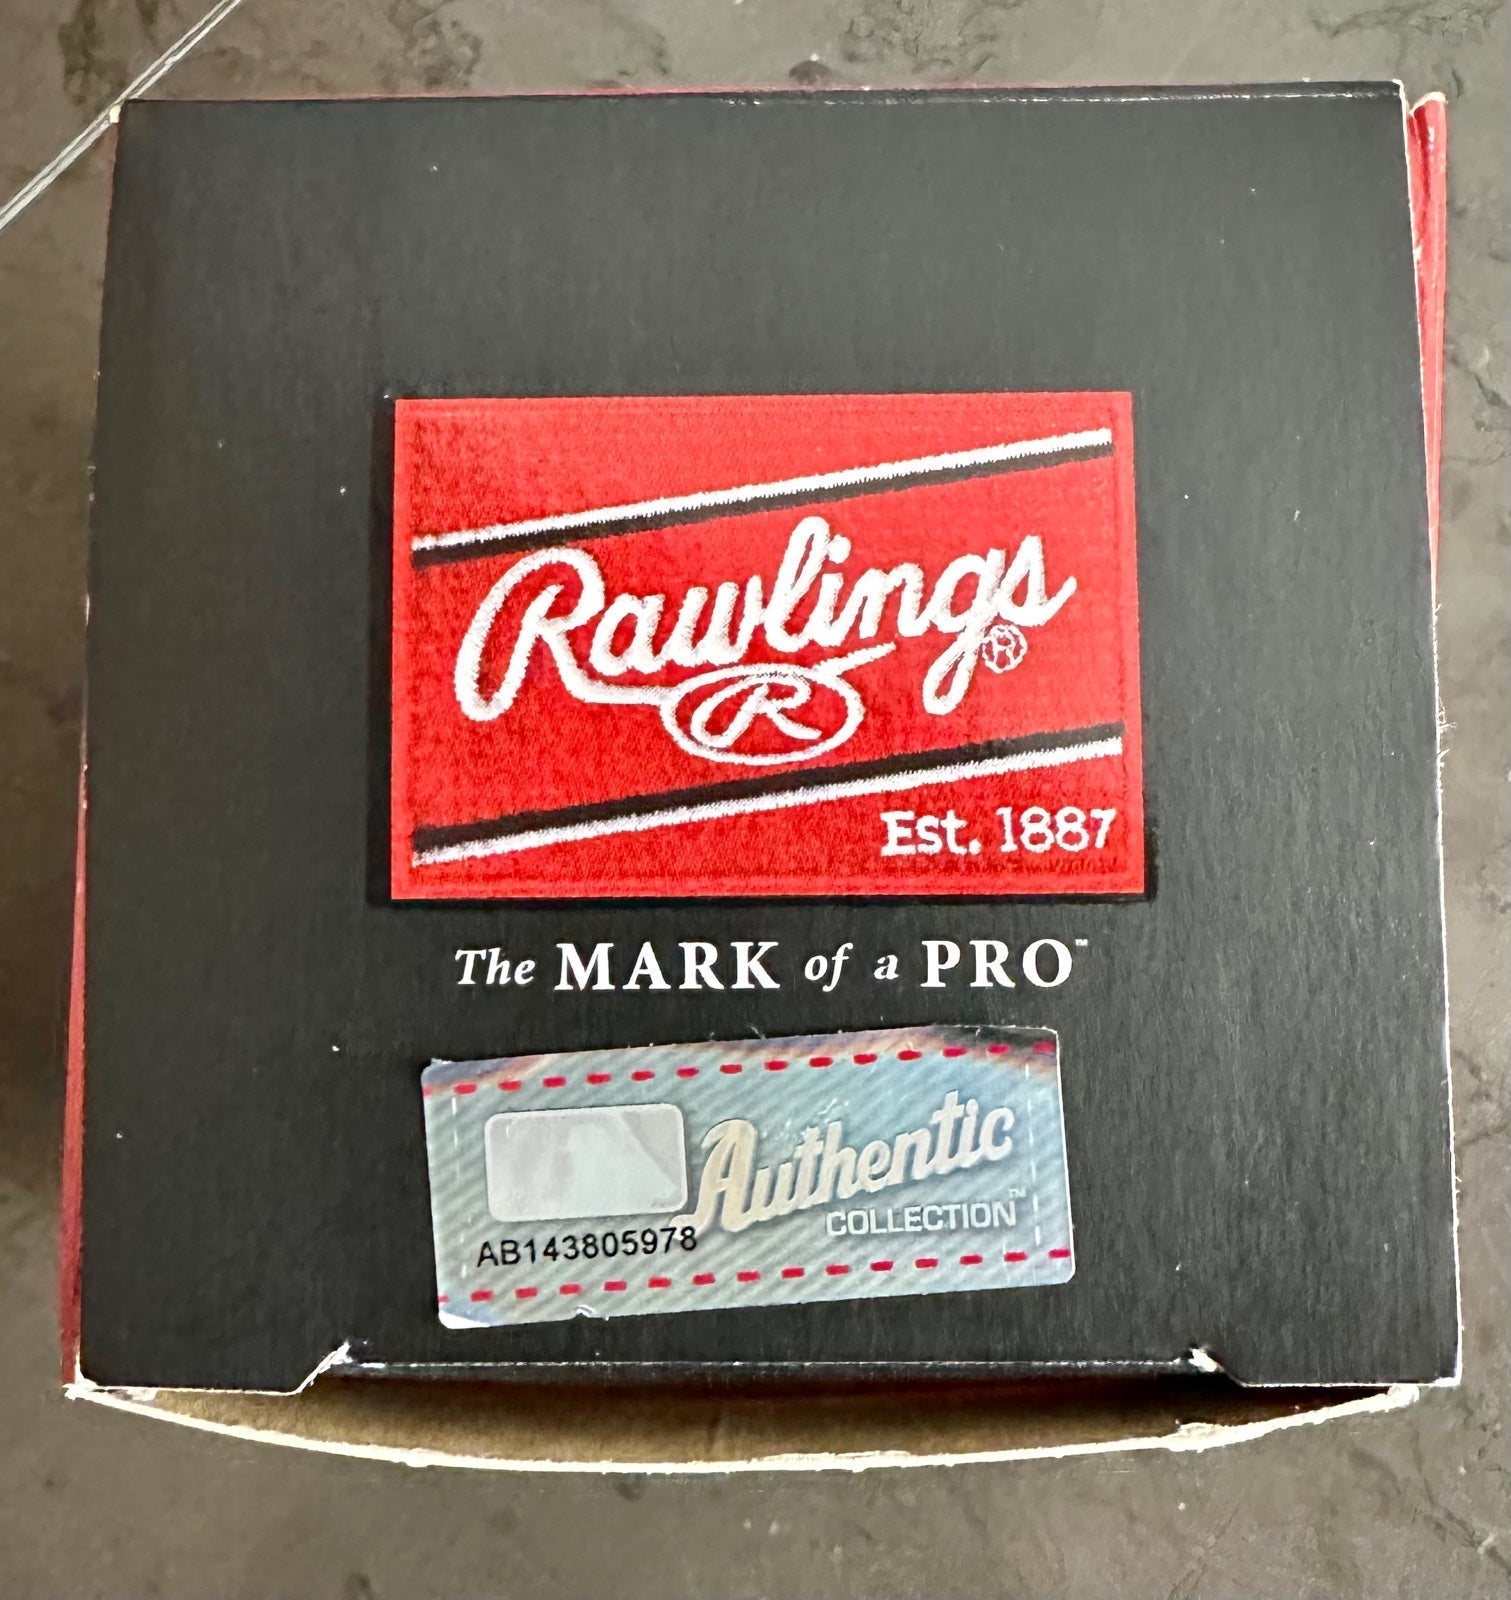 Rawlings®
R
Est. 1887
The MARK of a PRO™
Authentic
COLLECTION™
AB143805978